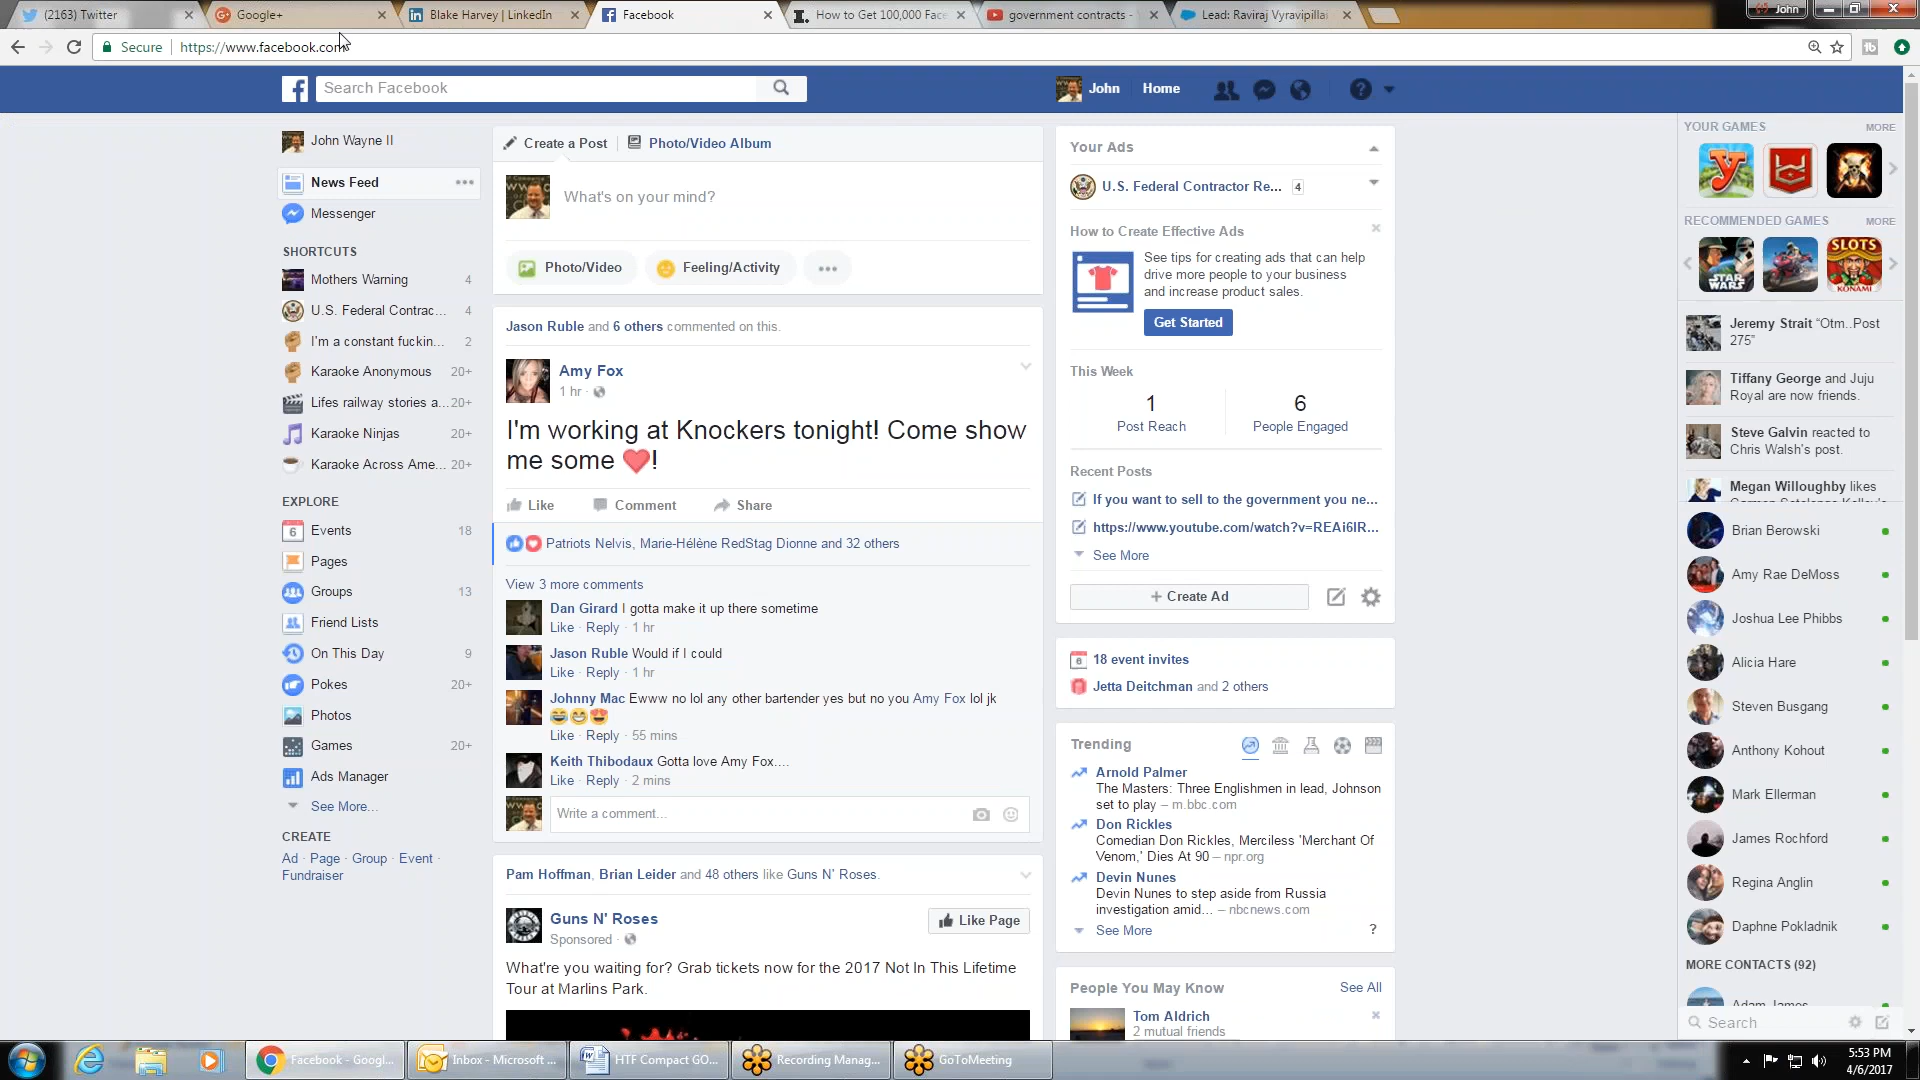 (2163) Twitter
Google+
Blake Harvey | LinkedIn
Facebook
How to Get 100,000 Face
government contracts -
Lead: Raviraj Vyravipillai
John
Secure
https://www.facebook.com
Search Facebook
John
Home
John Wayne II
News Feed
Messenger
SHORTCUTS
Mothers Warning 4
U.S. Federal Contrac... 4
I'm a constant fuckin... 2
Karaoke Anonymous 20+
Lifes railway stories a... 20+
Karaoke Ninjas 20+
Karaoke Across Ame... 20+
EXPLORE
Events 18
Pages
Groups 13
Friend Lists
On This Day 9
Pokes 20+
Photos
Games 20+
Ads Manager
See More...
CREATE
Ad · Page · Group · Event ·
Fundraiser
Create a Post
Photo/Video Album
What's on your mind?
Photo/Video
Feeling/Activity
Jason Ruble and 6 others commented on this.
Amy Fox
1 hr ·
I'm working at Knockers tonight! Come show
me some ❤!
Like
Comment
Share
Patriots Nelvis, Marie-Hélène RedStag Dionne and 32 others
View 3 more comments
Dan Girard I gotta make it up there sometime
Like · Reply · 1 hr
Jason Ruble Would if I could
Like · Reply · 1 hr
Johnny Mac Ewww no lol any other bartender yes but no you Amy Fox lol jk
😂😁😍
Like · Reply · 55 mins
Keith Thibodaux Gotta love Amy Fox....
Like · Reply · 2 mins
Write a comment...
Pam Hoffman, Brian Leider and 48 others like Guns N' Roses.
Guns N' Roses
Sponsored ·
Like Page
What're you waiting for? Grab tickets now for the 2017 Not In This Lifetime
Tour at Marlins Park.
Your Ads
U.S. Federal Contractor Re... 4
How to Create Effective Ads
See tips for creating ads that can help
drive more people to your business
and increase product sales.
Get Started
This Week
1
Post Reach
6
People Engaged
Recent Posts
If you want to sell to the government you ne...
https://www.youtube.com/watch?v=REAi6IR...
See More
+ Create Ad
18 event invites
Jetta Deitchman and 2 others
Trending
Arnold Palmer
The Masters: Three Englishmen in lead, Johnson
set to play – m.bbc.com
Don Rickles
Comedian Don Rickles, Merciless 'Merchant Of
Venom,' Dies At 90 – npr.org
Devin Nunes
Devin Nunes to step aside from Russia
investigation amid... – nbcnews.com
See More
?
People You May Know
See All
Tom Aldrich
2 mutual friends
YOUR GAMES
MORE
RECOMMENDED GAMES
MORE
STAR WARS
SLOTS
KONAMI
Jeremy Strait “Otm..Post
275”
Tiffany George and Juju
Royal are now friends.
Steve Galvin reacted to
Chris Walsh's post.
Megan Willoughby likes
Brian Berowski
Amy Rae DeMoss
Joshua Lee Phibbs
Alicia Hare
Steven Busgang
Anthony Kohout
Mark Ellerman
James Rochford
Regina Anglin
Daphne Pokladnik
MORE CONTACTS (92)
Adam James
Search
Facebook - Googl...
Inbox - Microsoft ...
HTF Compact GO...
Recording Manag...
GoToMeeting
5:53 PM
4/6/2017